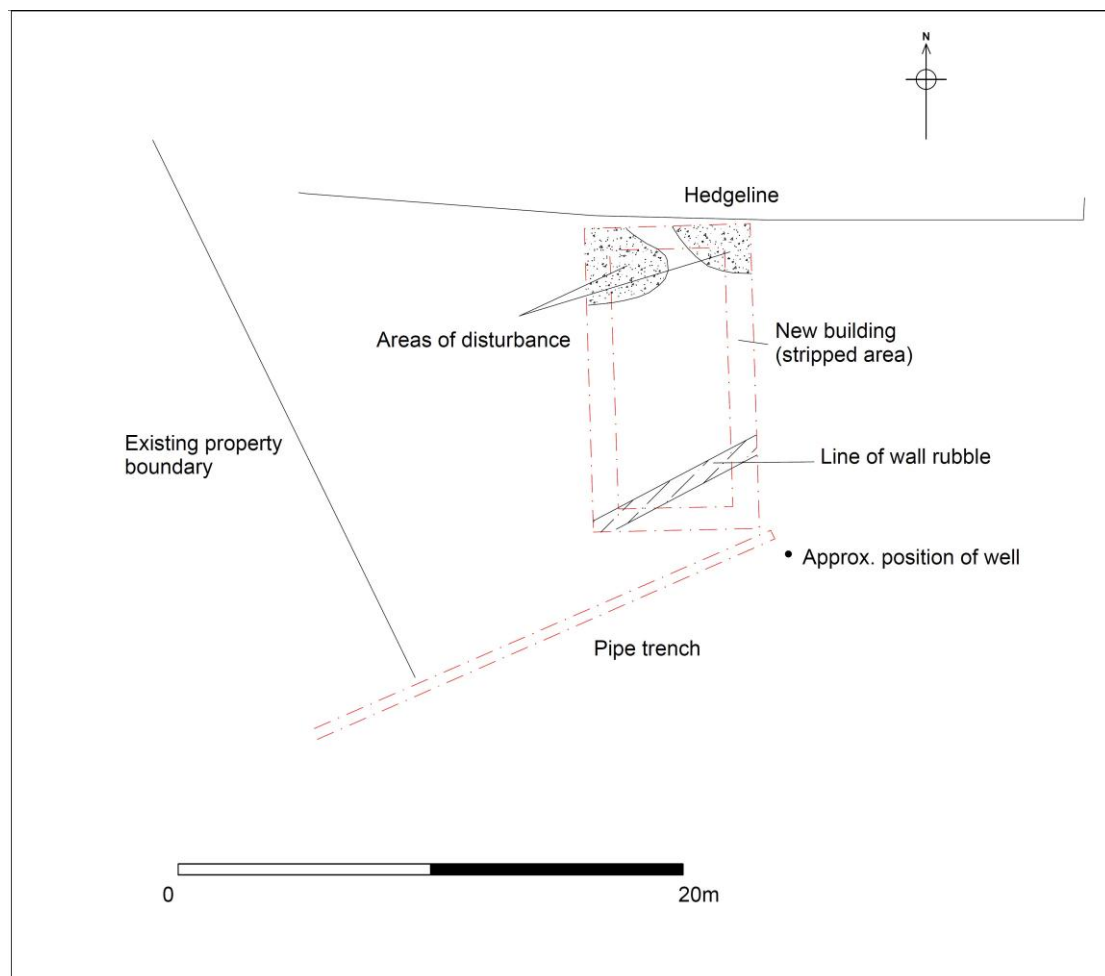 N
Hedgeline
Areas of disturbance
New building
(stripped area)
Existing property
boundary
Line of wall rubble
Approx. position of well
Pipe trench
0
20m